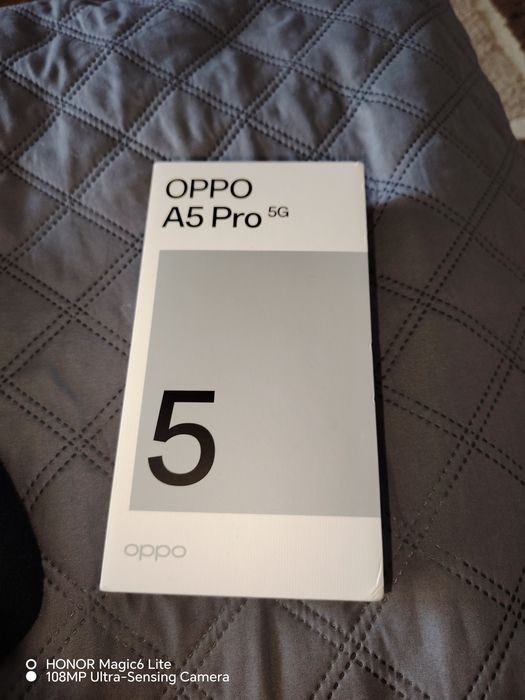 OPPO
A5 Pro 5G
5
oppo
HONOR Magic6 Lite
108MP Ultra-Sensing Camera